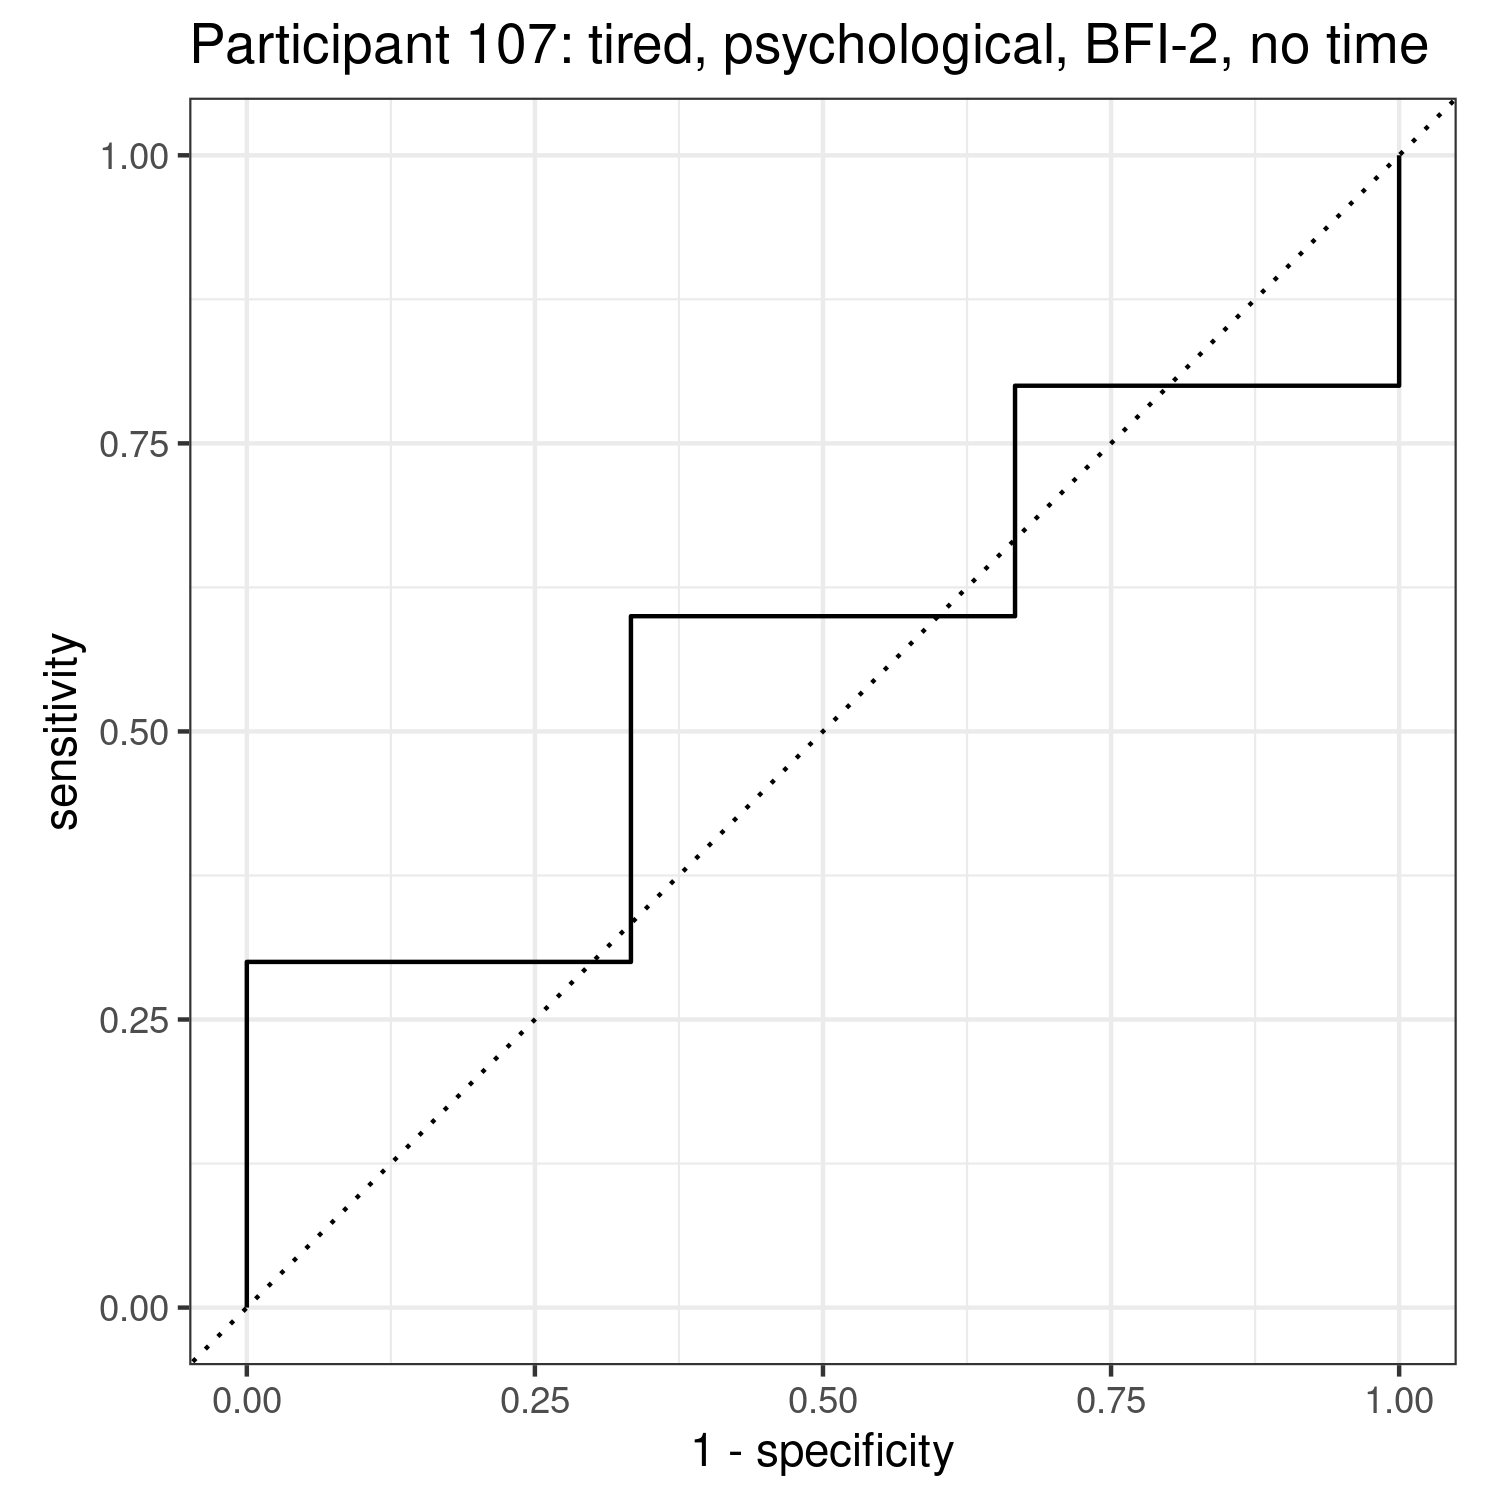 Participant 107: tired, psychological, BFI-2, no time
1.00
0.75
0.50
0.25
0.00
sensitivity
0.00 0.25 0.50 0.75 1.00
1 - specificity